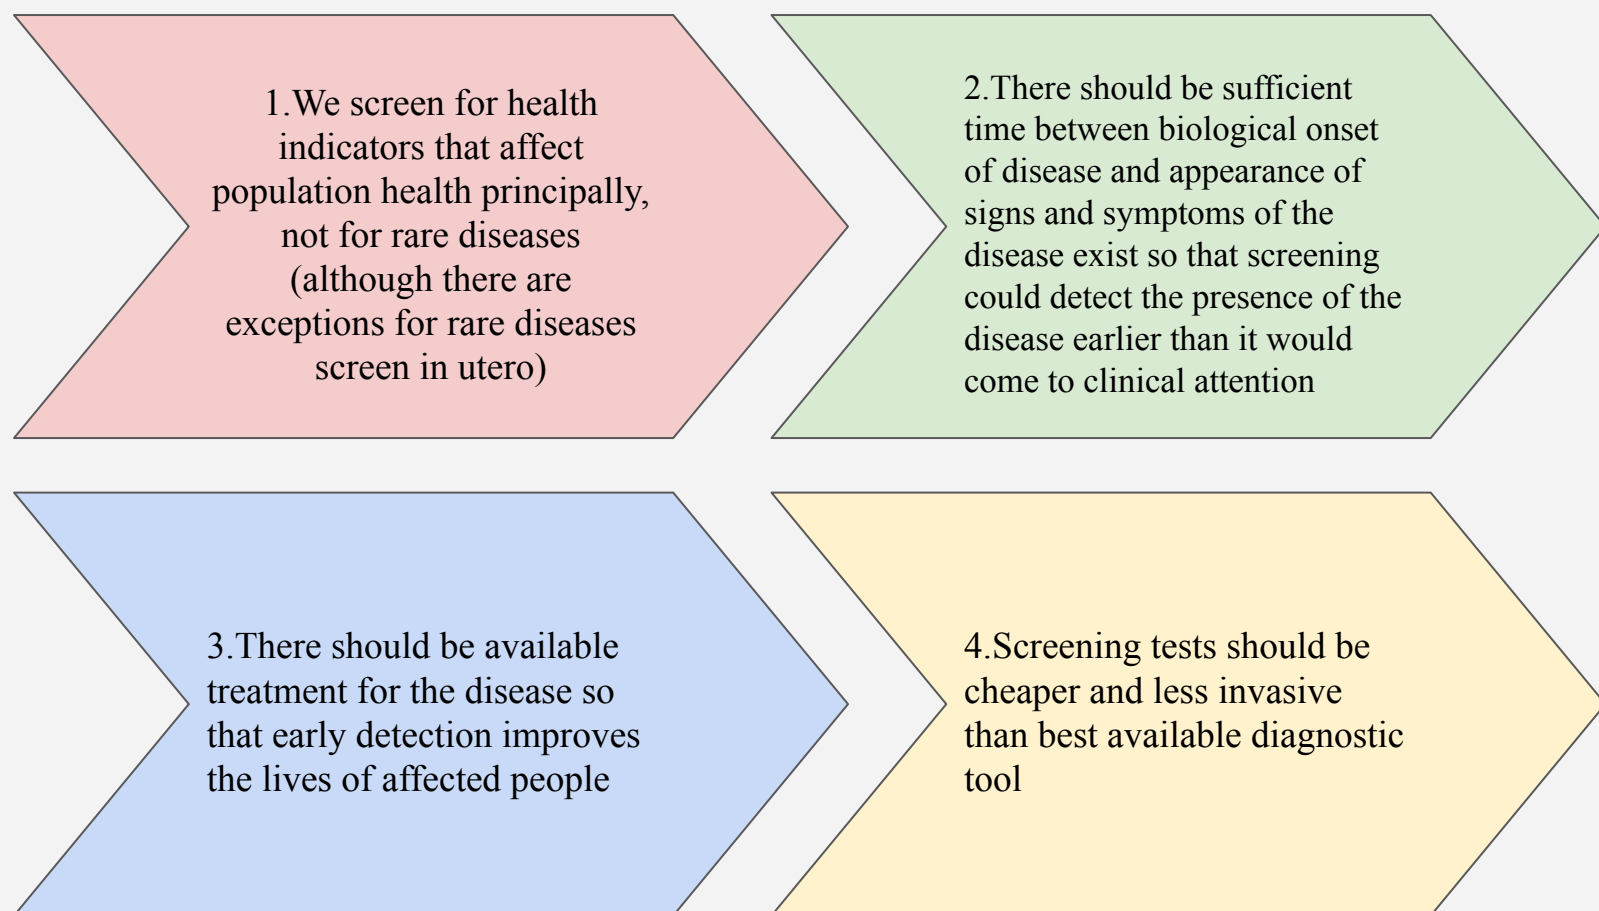 1.We screen for health
indicators that affect
population health principally,
not for rare diseases
(although there are
exceptions for rare diseases
screen in utero)
2.There should be sufficient
time between biological onset
of disease and appearance of
signs and symptoms of the
disease exist so that screening
could detect the presence of the
disease earlier than it would
come to clinical attention
3.There should be available
treatment for the disease so
that early detection improves
the lives of affected people
4.Screening tests should be
cheaper and less invasive
than best available diagnostic
tool